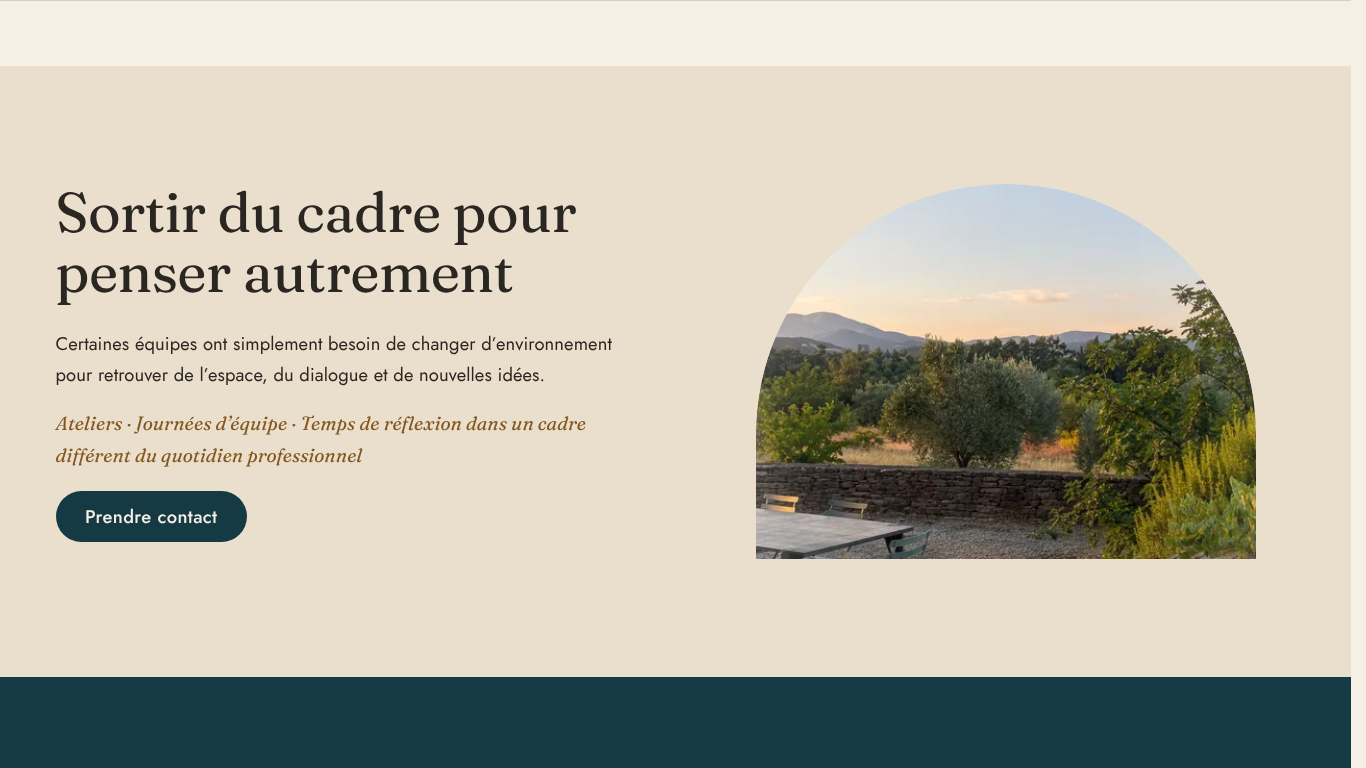 Sortir du cadre pour
penser autrement
Certaines équipes ont simplement besoin de changer d’environnement
pour retrouver de l’espace, du dialogue et de nouvelles idées.
Ateliers · Journées d’équipe · Temps de réflexion dans un cadre
différent du quotidien professionnel
Prendre contact